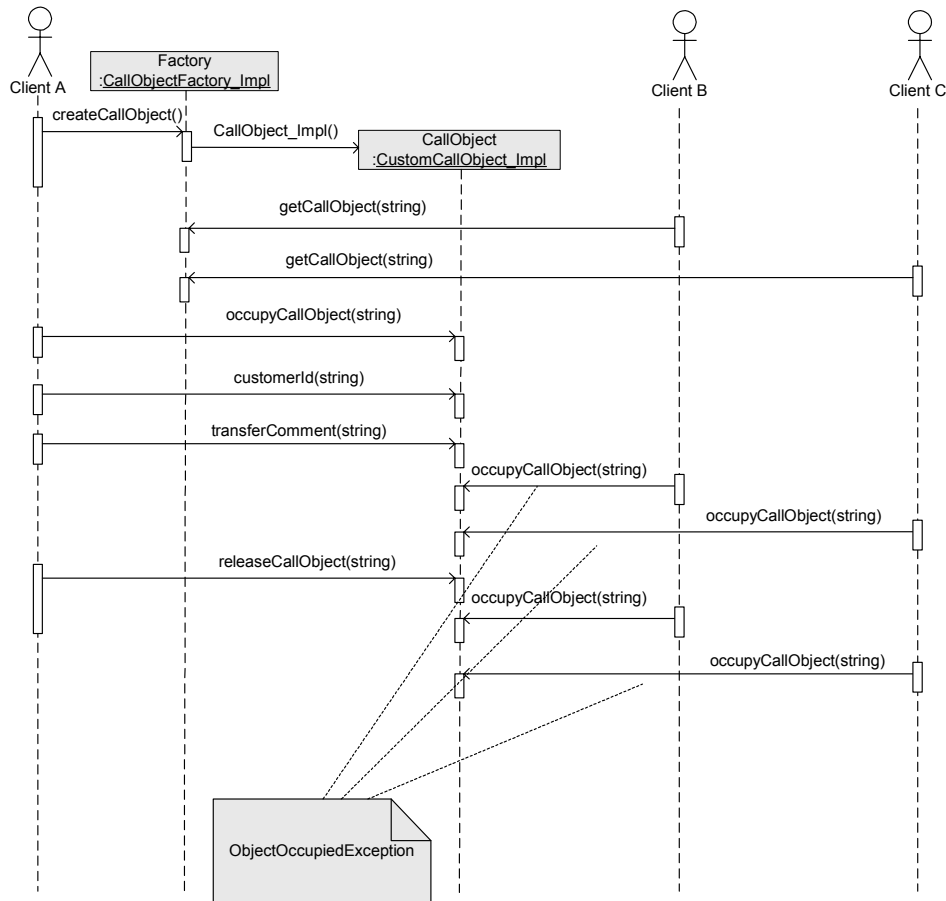 Client A
Factory
:CallObjectFactory_Impl
Client B
Client C
createCallObject()
CallObject_Impl()
CallObject
:CustomCallObject_Impl
getCallObject(string)
getCallObject(string)
occupyCallObject(string)
customerId(string)
transferComment(string)
occupyCallObject(string)
occupyCallObject(string)
releaseCallObject(string)
occupyCallObject(string)
occupyCallObject(string)
ObjectOccupiedException